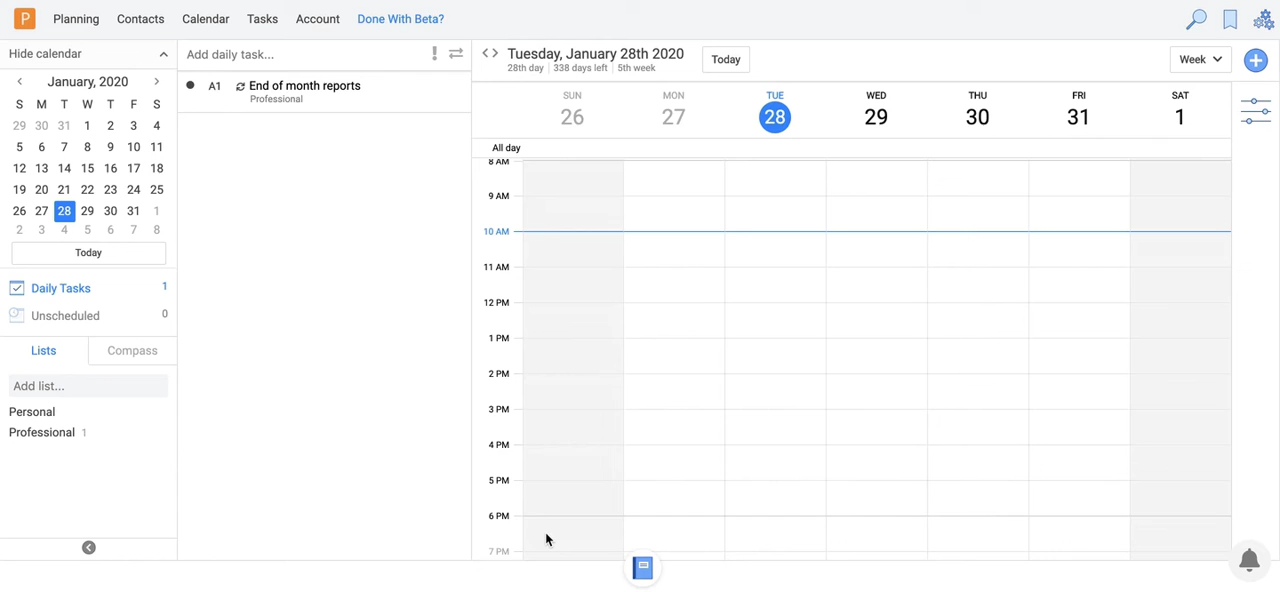 P Planning Contacts Calendar Tasks Account Done With Beta?
Hide calendar
January, 2020
S M T W T F S
29 30 31 1 2 3 4
5 6 7 8 9 10 11
12 13 14 15 16 17 18
19 20 21 22 23 24 25
26 27 28 29 30 31 1
2 3 4 5 6 7 8
Today
Daily Tasks 1
Unscheduled 0
Lists Compass
Add list...
Personal
Professional 1
Add daily task...
A1 End of month reports
Professional
Tuesday, January 28th 2020
28th day 338 days left 5th week
Today
Week
SUN MON TUE WED THU FRI SAT
26 27 28 29 30 31 1
All day
8 AM
9 AM
10 AM
11 AM
12 PM
1 PM
2 PM
3 PM
4 PM
5 PM
6 PM
7 PM